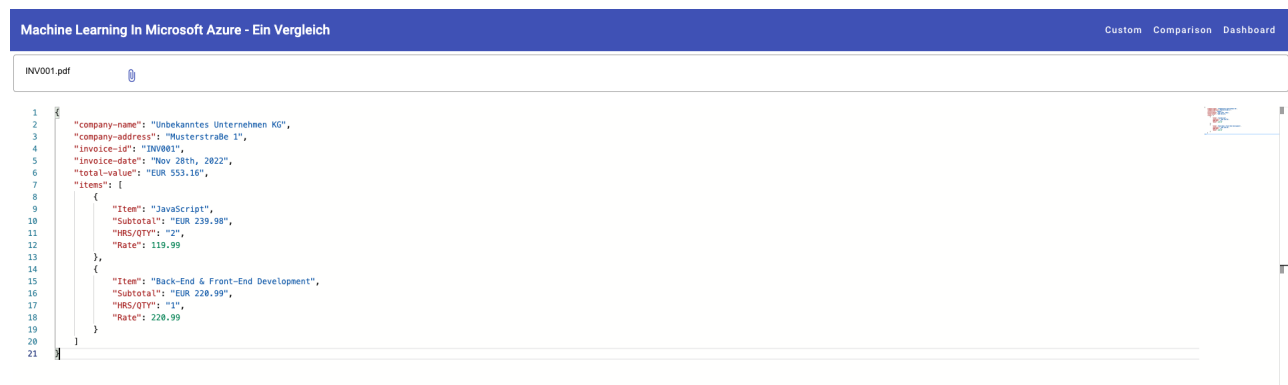 Machine Learning In Microsoft Azure - Ein Vergleich
Custom Comparison Dashboard
INV001.pdf
1 {
2 "company-name": "Unbekanntes Unternehmen KG",
3 "company-address": "Musterstraße 1",
4 "invoice-id": "INV001",
5 "invoice-date": "Nov 28th, 2022",
6 "total-value": "EUR 553.16",
7 "items": [
8 {
9 "Item": "JavaScript",
10 "Subtotal": "EUR 239.98",
11 "HRS/QTY": "2",
12 "Rate": 119.99
13 },
14 {
15 "Item": "Back-End & Front-End Development",
16 "Subtotal": "EUR 220.99",
17 "HRS/QTY": "1",
18 "Rate": 220.99
19 }
20 ]
21 }